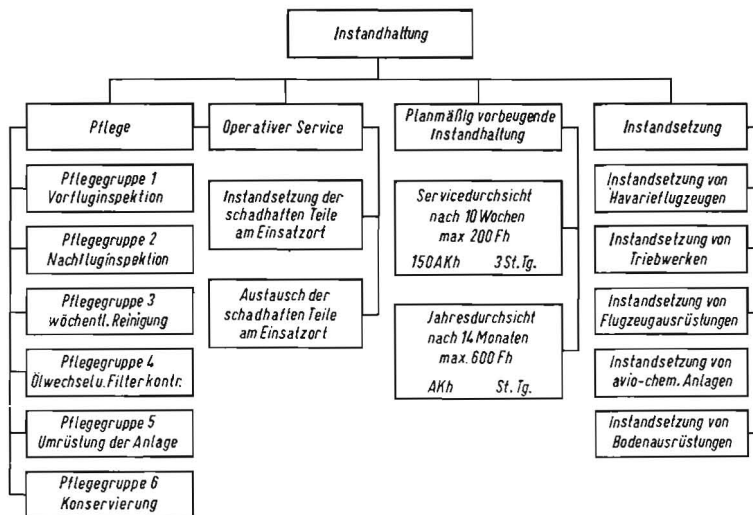 Instandhaltung
Pflege
Pflegegruppe 1
Vorfluginspektion
Pflegegruppe 2
Nachfluginspektion
Pflegegruppe 3
wöchentl. Reinigung
Pflegegruppe 4
Ölwechsel u. Filterkontr.
Pflegegruppe 5
Umrüstung der Anlage
Pflegegruppe 6
Konservierung
Operativer Service
Instandsetzung der
schadhaften Teile
am Einsatzort
Austausch der
schadhaften Teile
am Einsatzort
Planmäßig vorbeugende
Instandhaltung
Servicedurchsicht
nach 10 Wochen
max. 200 Fh
150 AKh 3 St. Tg.
Jahresdurchsicht
nach 14 Monaten
max. 600 Fh
AKh St. Tg.
Instandsetzung
Instandsetzung von
Havarieflugzeugen
Instandsetzung von
Triebwerken
Instandsetzung von
Flugzeugausrüstungen
Instandsetzung von
avio-chem. Anlagen
Instandsetzung von
Bodenausrüstungen